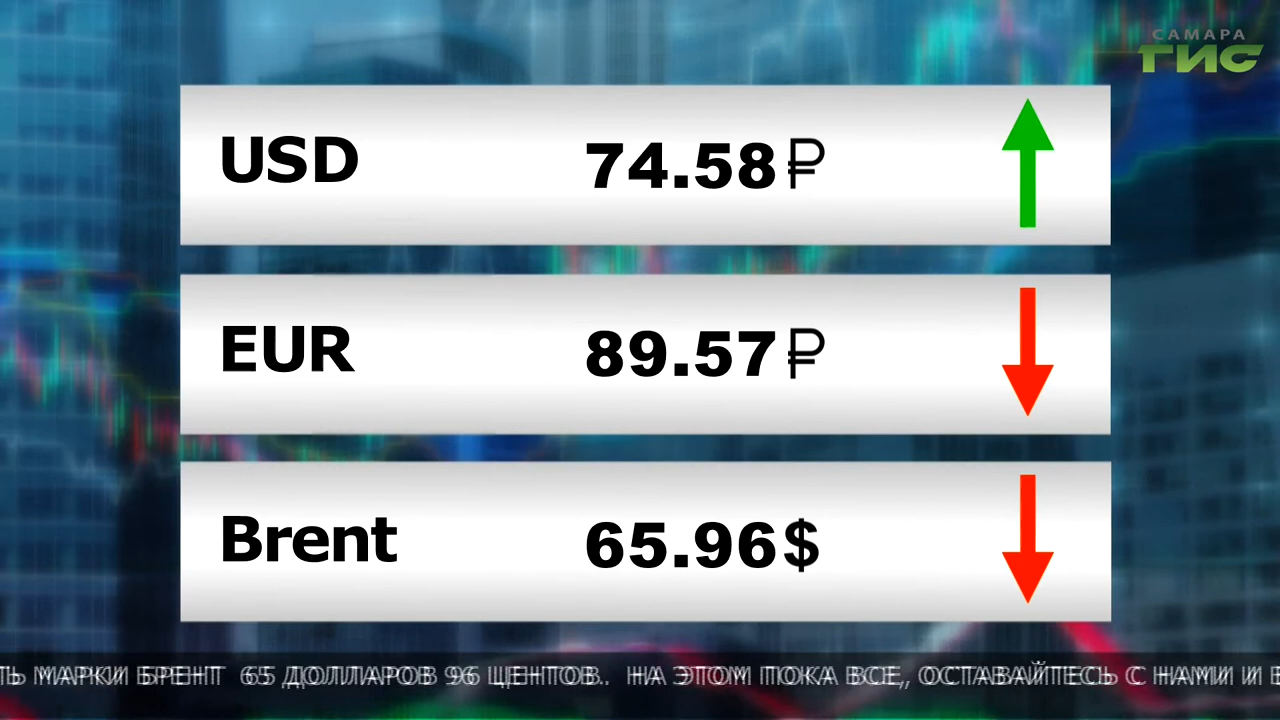 САМАРА
ГИС
USD 74.58 ₽
EUR 89.57 ₽
Brent 65.96 $
ТЬ МАРКИ БРЕНТ 65 ДОЛЛАРОВ 96 ЦЕНТОВ. НА ЭТОМ ПОКА ВСЕ, ОСТАВАЙТЕСЬ С НАМИ И В